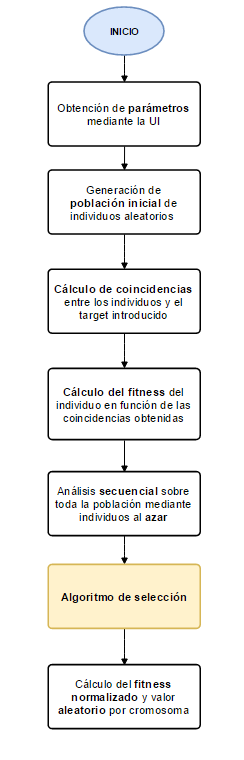 INICIO
Obtención de parámetros
mediante la UI
Generación de
población inicial de
individuos aleatorios
Cálculo de coincidencias
entre los individuos y el
target introducido
Cálculo del fitness del
individuo en función de las
coincidencias obtenidas
Análisis secuencial sobre
toda la población mediante
individuos al azar
Algoritmo de selección
Cálculo del fitness
normalizado y valor
aleatorio por cromosoma